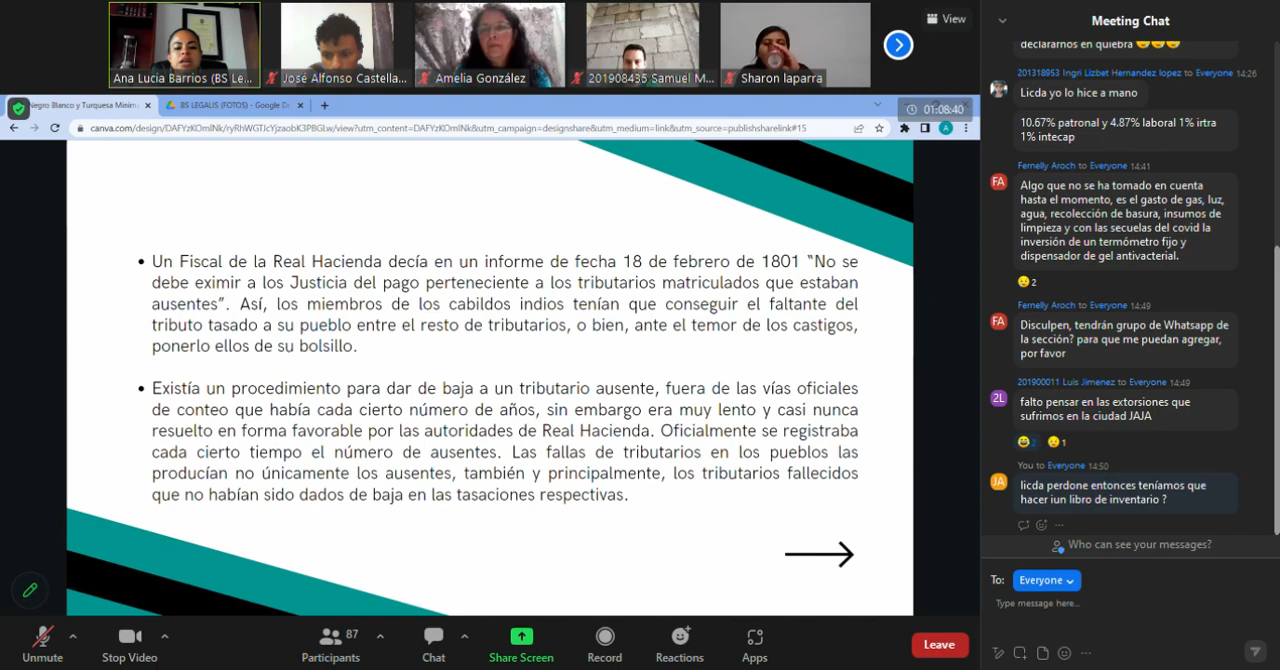 Ana Lucia Barrios (BS Le...
José Alfonso Castella...
Amelia González
201908435 Samuel M...
Sharon laparra
View
Negro Blanco y Turquesa Minim
BS LEGALIS (FOTOS) - Google D
01:08:40
• Un Fiscal de la Real Hacienda decía en un informe de fecha 18 de febrero de 1801 "No se
debe eximir a los Justicia del pago perteneciente a los tributarios matriculados que estaban
ausentes". Así, los miembros de los cabildos indios tenían que conseguir el faltante del
tributo tasado a su pueblo entre el resto de tributarios, o bien, ante el temor de los castigos,
ponerlo ellos de su bolsillo.
• Existía un procedimiento para dar de baja a un tributario ausente, fuera de las vías oficiales
de conteo que había cada cierto número de años, sin embargo era muy lento y casi nunca
resuelto en forma favorable por las autoridades de Real Hacienda. Oficialmente se registraba
cada cierto tiempo el número de ausentes. Las fallas de tributarios en los pueblos las
producían no únicamente los ausentes, también y principalmente, los tributarios fallecidos
que no habían sido dados de baja en las tasaciones respectivas.
Unmute
Stop Video
87
Participants
Chat
Share Screen
Record
Reactions
Apps
Leave
Meeting Chat
declararnos en quiebra
201318953 Ingri Lizbet Hernandez lopez to Everyone 14:26
Licda yo lo hice a mano
10.67% patronal y 4.87% laboral 1% irtra
1% intecap
Fernelly Aroch to Everyone 14:41
FA
Algo que no se ha tomado en cuenta
hasta el momento, es el gasto de gas, luz,
agua, recolección de basura, insumos de
limpieza y con las secuelas del covid la
inversión de un termómetro fijo y
dispensador de gel antibacterial.
2
Fernelly Aroch to Everyone 14:49
FA
Disculpen, tendrán grupo de Whatsapp de
la sección? para que me puedan agregar,
por favor
201900011 Luis Jimenez to Everyone 14:49
2L
falto pensar en las extorsiones que
sufrimos en la ciudad JAJA
1
You to Everyone 14:50
JA
licda perdone entonces teníamos que
hacer iun libro de inventario ?
Who can see your messages?
To: Everyone
Type message here...